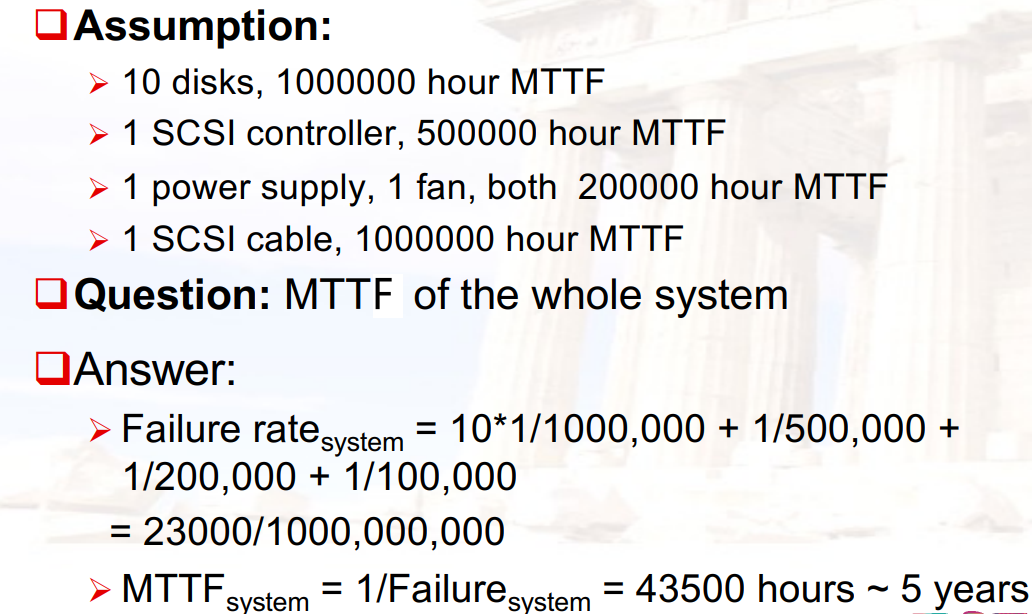 Assumption:
10 disks, 1000000 hour MTTF
1 SCSI controller, 500000 hour MTTF
1 power supply, 1 fan, both 200000 hour MTTF
1 SCSI cable, 1000000 hour MTTF
Question: MTTF of the whole system
Answer:
Failure rate system = 10*1/1000,000 + 1/500,000 +
1/200,000 + 1/100,000
= 23000/1000,000,000
MTTF system = 1/Failure system = 43500 hours ~ 5 years